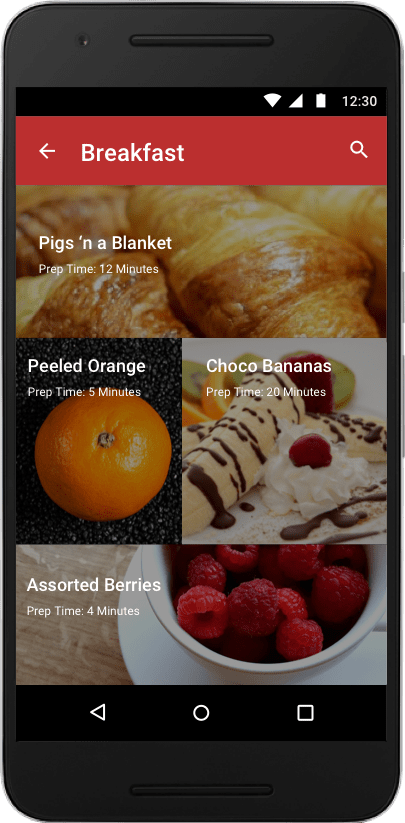 12:30
Breakfast
Pigs ‘n a Blanket
Prep Time: 12 Minutes
Peeled Orange
Prep Time: 5 Minutes
Choco Bananas
Prep Time: 20 Minutes
Assorted Berries
Prep Time: 4 Minutes